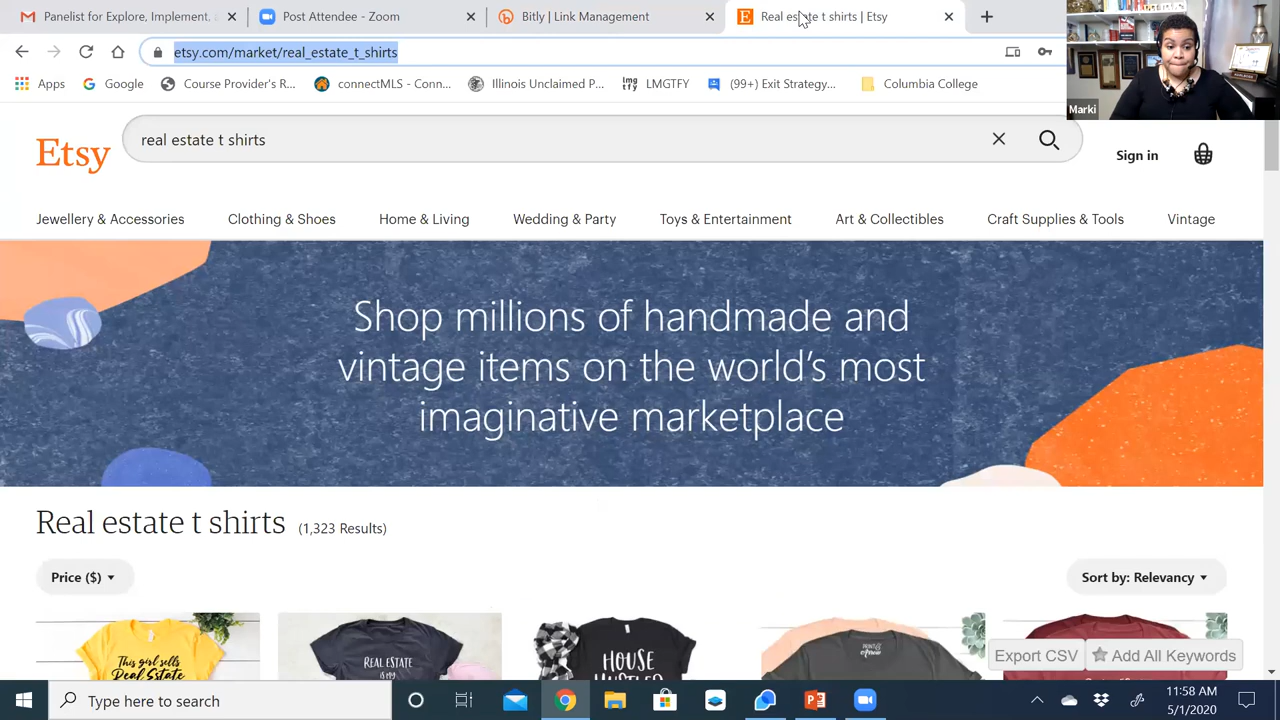 Panelist for Explore, Implement,
Post Attendee - Zoom
Bitly | Link Management
E
Real estate t shirts | Etsy
etsy.com/market/real_estate_t_shirts
Apps
Google
Course Provider's R...
connectMLS - Conn...
Illinois Unclaimed P...
lmg
tfy
LMGTFY
(99+) Exit Strategy...
Columbia College
Marki
Etsy
real estate t shirts
Sign in
Jewellery & Accessories
Clothing & Shoes
Home & Living
Wedding & Party
Toys & Entertainment
Art & Collectibles
Craft Supplies & Tools
Vintage
Shop millions of handmade and
vintage items on the world's most
imaginative marketplace
Real estate t shirts (1,323 Results)
Price ($)
Sort by: Relevancy
This girl sells
Real Estate
REAL ESTATE
IS MY
HOUSE
HUSTLER
Export CSV
Add All Keywords
Type here to search
11:58 AM
5/1/2020